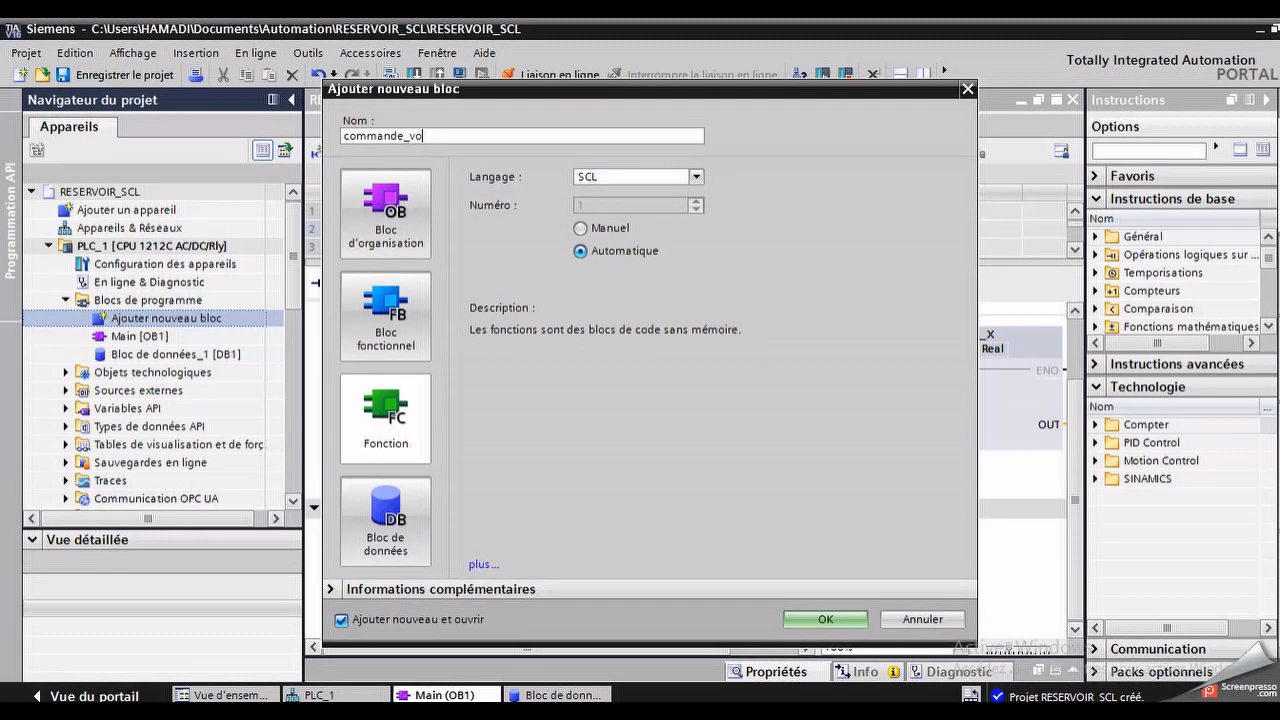 Siemens - C:\Users\HAMADI\Documents\Automation\RESERVOIR_SCL\RESERVOIR_SCL
Projet Edition Affichage Insertion En ligne Outils Accessoires Fenêtre Aide
Enregistrer le projet Liaison en ligne Interrompre la liaison en ligne
Totally Integrated Automation
PORTAL
Navigateur du projet
Appareils
Programmation API
RESERVOIR_SCL
Ajouter un appareil
Appareils & Réseaux
PLC_1 [CPU 1212C AC/DC/Rly]
Configuration des appareils
En ligne & Diagnostic
Blocs de programme
Ajouter nouveau bloc
Main [OB1]
Bloc de données_1 [DB1]
Objets technologiques
Sources externes
Variables API
Types de données API
Tables de visualisation et de forç
Sauvegardes en ligne
Traces
Communication OPC UA
Vue détaillée
1
2
3
Ajouter nouveau bloc
Nom :
commande_vo
OB
Bloc
d'organisation
FB
Bloc
fonctionnel
FC
Fonction
DB
Bloc de
données
Langage :
SCL
Numéro :
1
Manuel
Automatique
Description :
Les fonctions sont des blocs de code sans mémoire.
plus...
Informations complémentaires
Ajouter nouveau et ouvrir
OK
Annuler
_X
Real
ENO
OUT
Instructions
Options
Favoris
Instructions de base
Nom
Général
Opérations logiques sur ...
Temporisations
Compteurs
Comparaison
Fonctions mathématiques
Instructions avancées
Technologie
Nom ...
Compter
PID Control
Motion Control
SINAMICS
Communication
Packs optionnels
Propriétés
Info
Diagnostic
Vue du portail
Vue d'ensem...
PLC_1
Main (OB1)
Bloc de donn...
Projet RESERVOIR_SCL créé.
Screenpresso.com